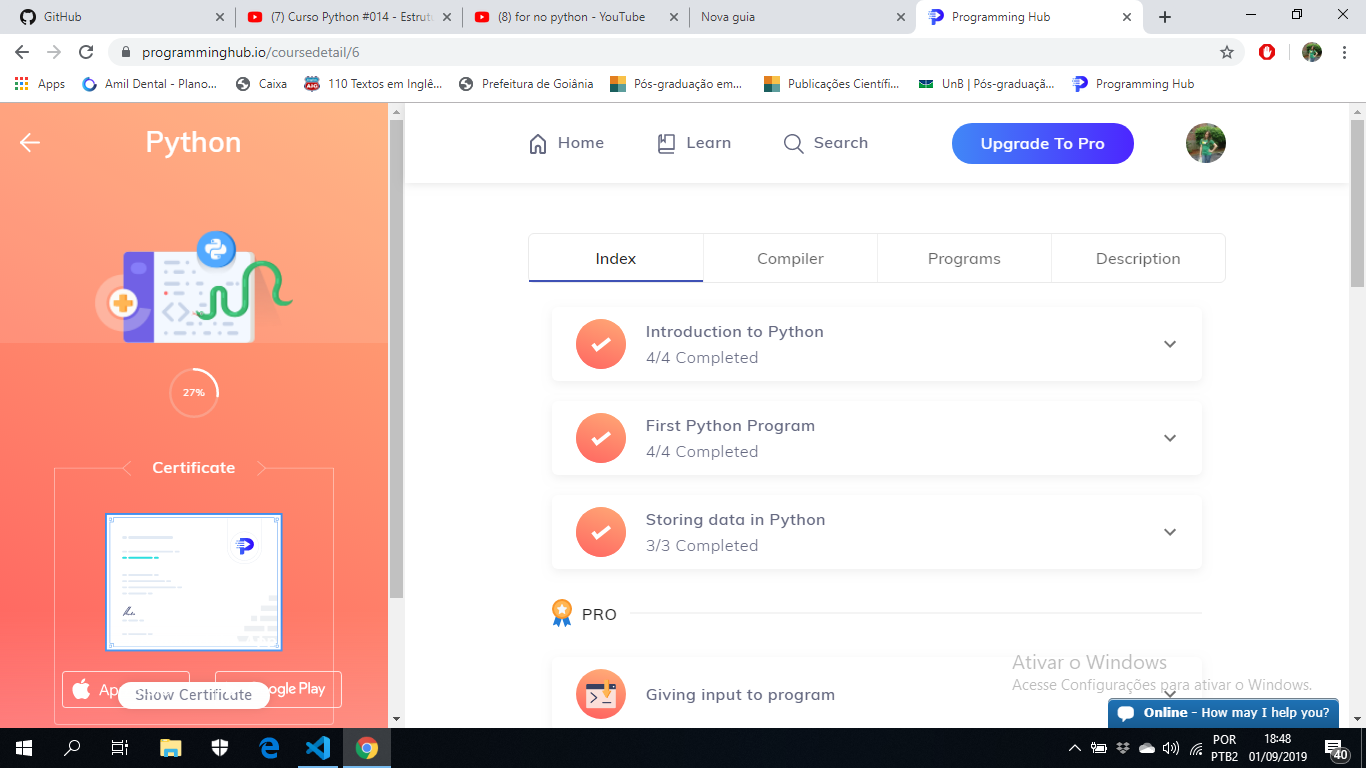 GitHub
(7) Curso Python #014 - Estrut
(8) for no python - YouTube
Nova guia
Programming Hub
programminghub.io/coursedetail/6
Apps
Amil Dental - Plano...
Caixa
110 Textos em Inglê...
Prefeitura de Goiânia
Pós-graduação em...
Publicações Científi...
UnB | Pós-graduaçã...
Programming Hub
Python
27%
Certificate
App
Google Play
Show Certificate
Home
Learn
Search
Upgrade To Pro
Index
Compiler
Programs
Description
Introduction to Python
4/4 Completed
First Python Program
4/4 Completed
Storing data in Python
3/3 Completed
PRO
Giving input to program
Ativar o Windows
Acesse Configurações para ativar o Windows.
Online - How may I help you?
POR
PTB2
18:48
01/09/2019
40